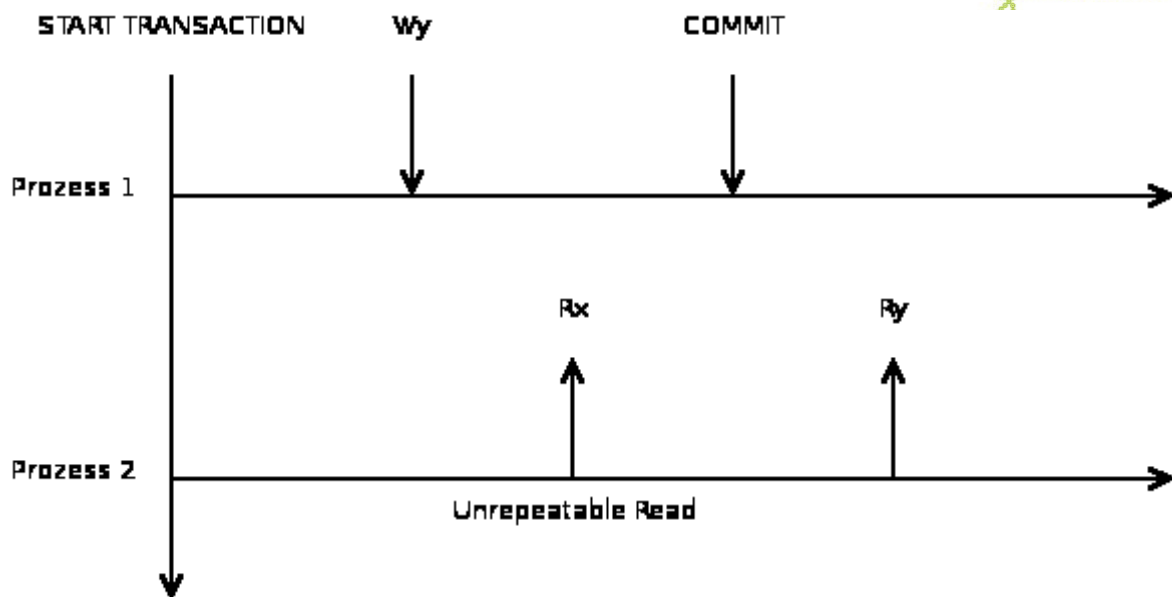 START TRANSACTION Wy COMMIT
Prozess 1
Rx Ry
Prozess 2
Unrepeatable Read